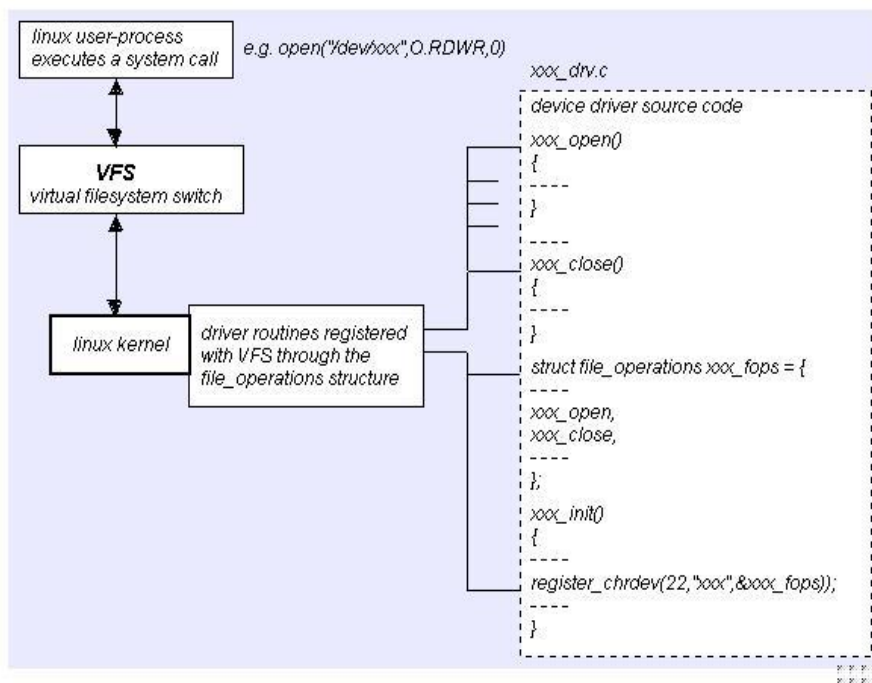 linux user-process
executes a system call
e.g. open("/dev/xxx",O.RDWR,0)
VFS
virtual filesystem switch
linux kernel
driver routines registered
with VFS through the
file_operations structure
xxx_drv.c
device driver source code
xxx_open()
{
----
}
----
xxx_close()
{
----
}
struct file_operations xxx_fops = {
----
xxx_open,
xxx_close,
----
};
xxx_init()
{
----
register_chrdev(22,"xxx",&xxx_fops));
----
}